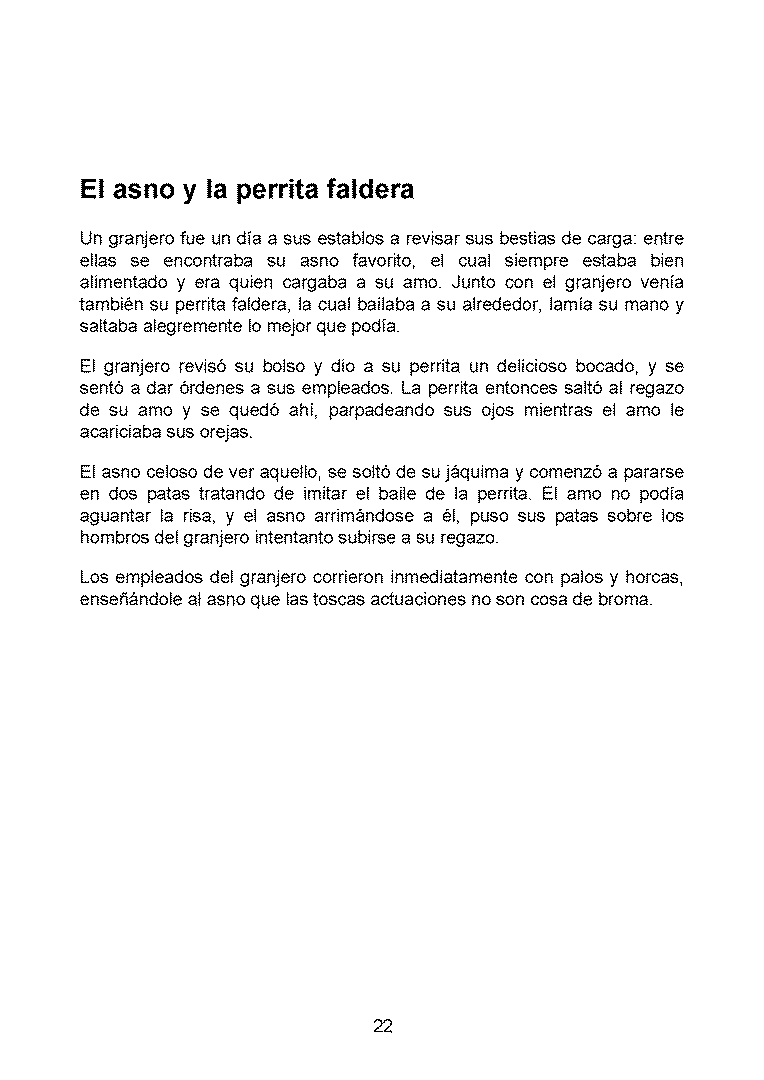 El asno y la perrita faldera
Un granjero fue un día a sus establos a revisar sus bestias de carga: entre
ellas se encontraba su asno favorito, el cual siempre estaba bien
alimentado y era quien cargaba a su amo. Junto con el granjero venía
también su perrita faldera, la cual bailaba a su alrededor, lamía su mano y
saltaba alegremente lo mejor que podía.
El granjero revisó su bolso y dio a su perrita un delicioso bocado, y se
sentó a dar órdenes a sus empleados. La perrita entonces saltó al regazo
de su amo y se quedó ahí, parpadeando sus ojos mientras el amo le
acariciaba sus orejas.
El asno celoso de ver aquello, se soltó de su jáquima y comenzó a pararse
en dos patas tratando de imitar el baile de la perrita. El amo no podía
aguantar la risa, y el asno arrimándose a él, puso sus patas sobre los
hombros del granjero intentanto subirse a su regazo.
Los empleados del granjero corrieron inmediatamente con palos y horcas,
enseñándole al asno que las toscas actuaciones no son cosa de broma.
22